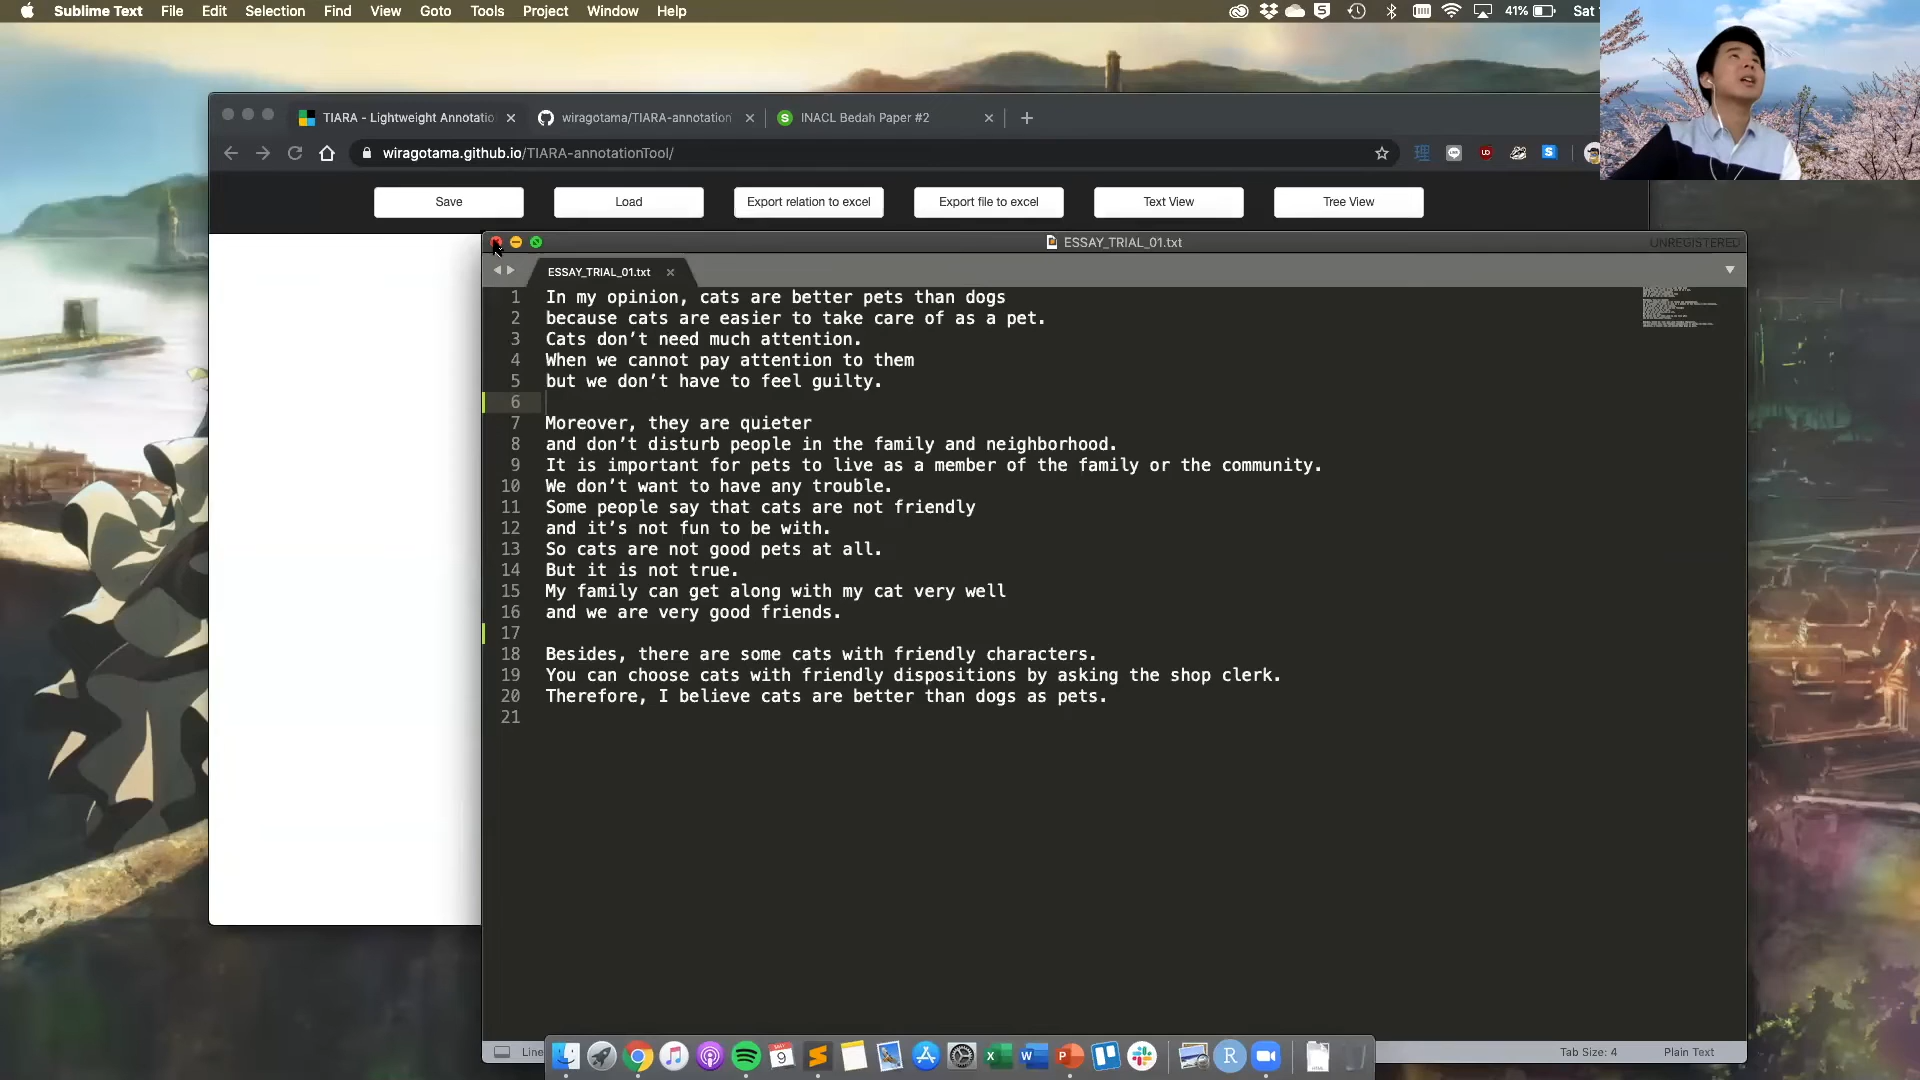 Sublime Text File Edit Selection Find View Goto Tools Project Window Help 41% Sat
TIARA - Lightweight Annotatio
wiragotama/TIARA-annotation
INACL Bedah Paper #2
wiragotama.github.io/TIARA-annotationTool/
Save Load Export relation to excel Export file to excel Text View Tree View
ESSAY_TRIAL_01.txt UNREGISTERED
ESSAY_TRIAL_01.txt
1 In my opinion, cats are better pets than dogs
2 because cats are easier to take care of as a pet.
3 Cats don't need much attention.
4 When we cannot pay attention to them
5 but we don't have to feel guilty.
6
7 Moreover, they are quieter
8 and don't disturb people in the family and neighborhood.
9 It is important for pets to live as a member of the family or the community.
10 We don't want to have any trouble.
11 Some people say that cats are not friendly
12 and it's not fun to be with.
13 So cats are not good pets at all.
14 But it is not true.
15 My family can get along with my cat very well
16 and we are very good friends.
17
18 Besides, there are some cats with friendly characters.
19 You can choose cats with friendly dispositions by asking the shop clerk.
20 Therefore, I believe cats are better than dogs as pets.
21
Line Tab Size: 4 Plain Text